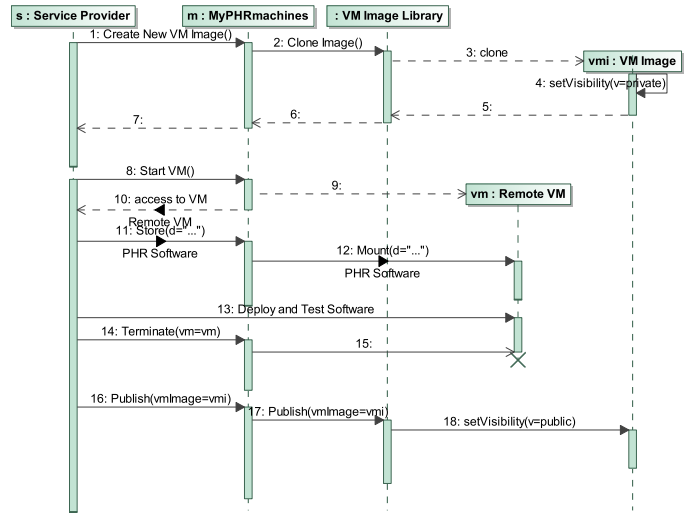 s : Service Provider
m : MyPHRmachines
: VM Image Library
1: Create New VM Image()
2: Clone Image()
3: clone
vmi : VM Image
4: setVisibility(v=private)
5:
6:
7:
8: Start VM()
9:
vm : Remote VM
10: access to VM
Remote VM
11: Store(d="...")
PHR Software
12: Mount(d="...")
PHR Software
13: Deploy and Test Software
14: Terminate(vm=vm)
15:
16: Publish(vmImage=vmi)
17: Publish(vmImage=vmi)
18: setVisibility(v=public)